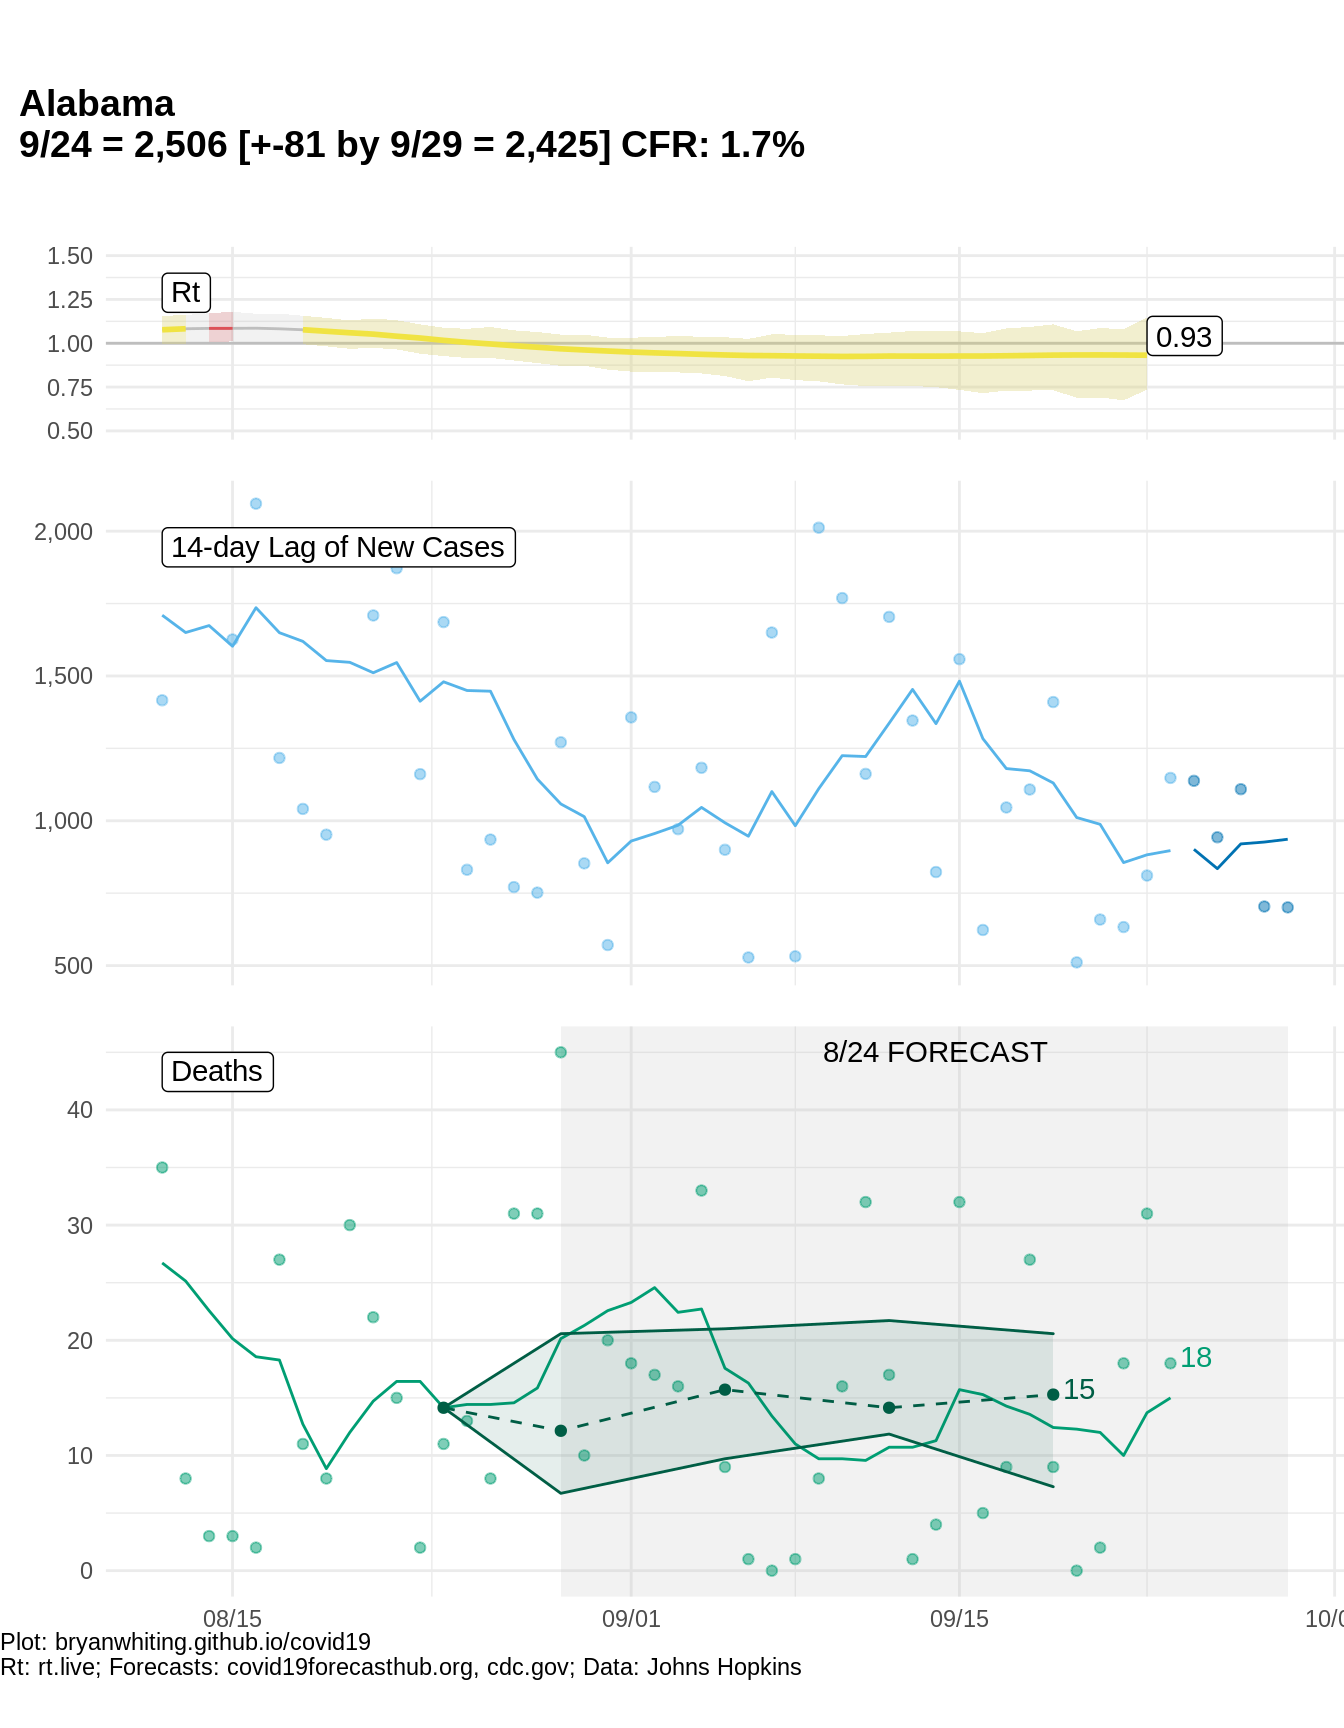 Alabama
9/24 = 2,506 [+-81 by 9/29 = 2,425] CFR: 1.7%
1.50
1.25
1.00
0.75
0.50
Rt
0.93
2,000
1,500
1,000
500
14-day Lag of New Cases
Deaths
8/24 FORECAST
40
30
20
10
0
18
15
08/15
09/01
09/15
10/0
Plot: bryanwhiting.github.io/covid19
Rt: rt.live; Forecasts: covid19forecasthub.org, cdc.gov; Data: Johns Hopkins